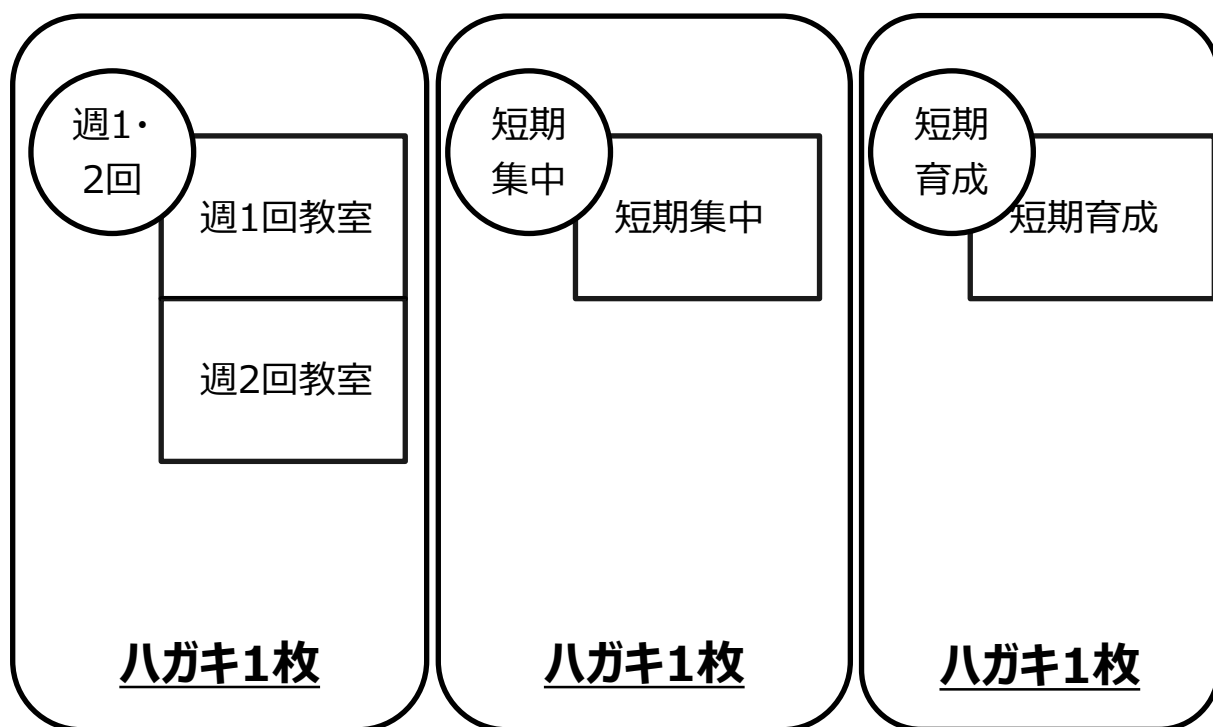 週1・
2回
週1回教室
週2回教室
ハガキ1枚
短期
集中
短期集中
ハガキ1枚
短期
育成
短期育成
ハガキ1枚